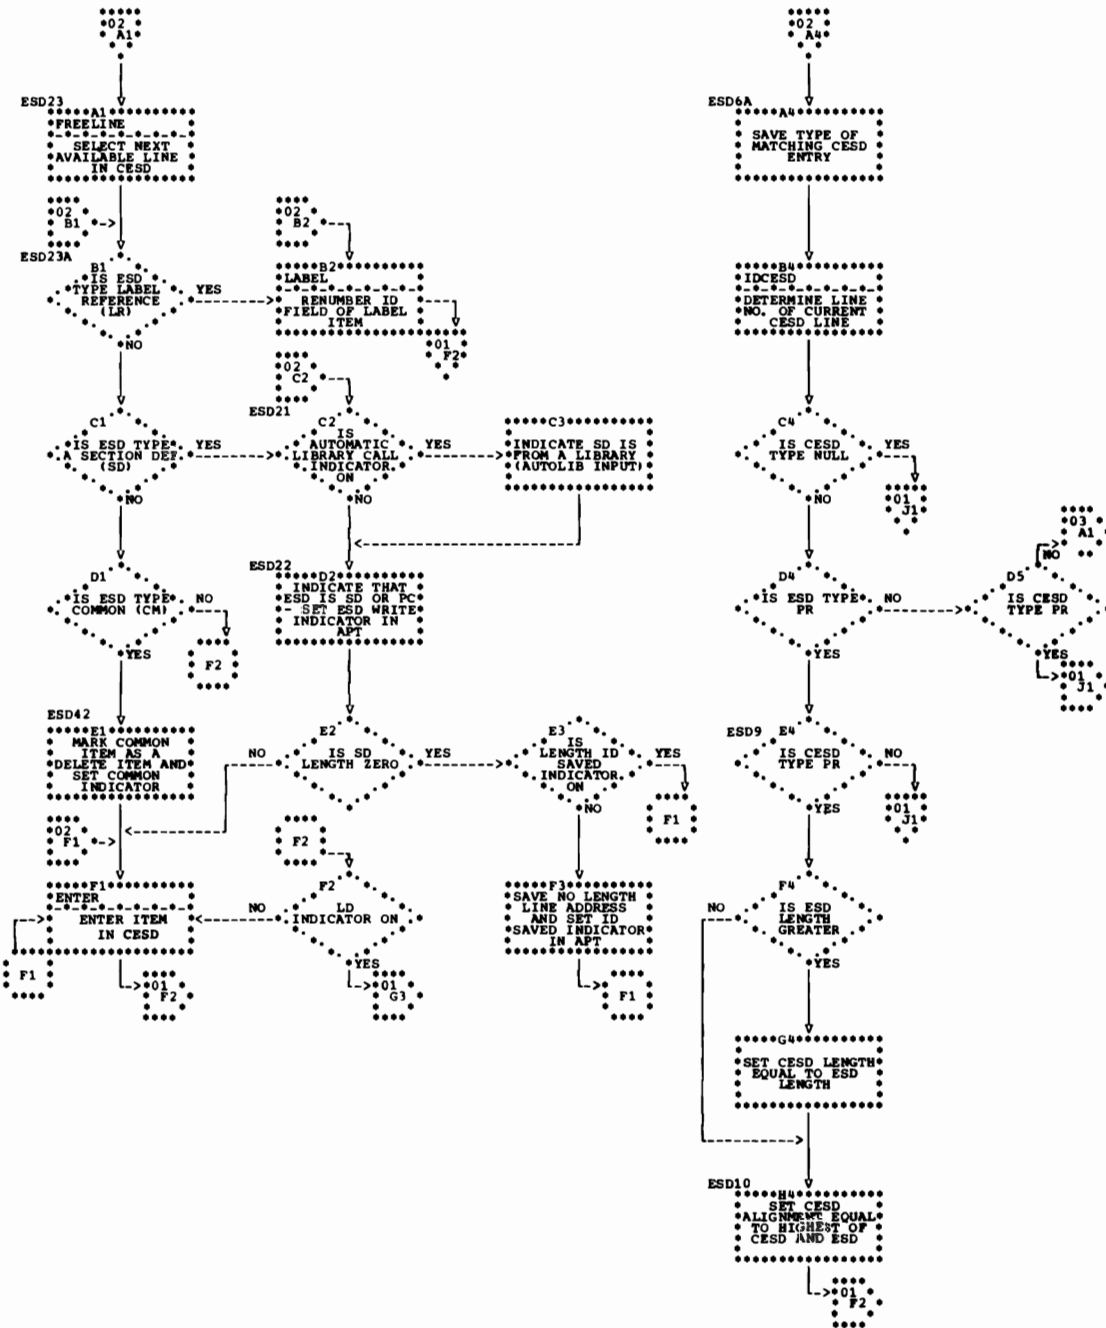 02
A1
02
A4
ESD23
A1
FREELINE
SELECT NEXT
AVAILABLE LINE
IN CESD
ESD6A
A4
SAVE TYPE OF
MATCHING CESD
ENTRY
02
B1
02
B2
ESD23A
B1
IS ESD
TYPE LABEL
REFERENCE
(LR)
YES
NO
B2
LABEL
RENUMBER ID
FIELD OF LABEL
ITEM
01
F2
B4
IDCESD
DETERMINE LINE
NO. OF CURRENT
CESD LINE
02
C2
ESD21
C1
IS ESD TYPE
A SECTION DEF
(SD)
YES
NO
C2
IS
AUTOMATIC
LIBRARY CALL
INDICATOR
ON
YES
NO
C3
INDICATE SD IS
FROM A LIBRARY
(AUTOLIB INPUT)
C4
IS CESD
TYPE NULL
YES
NO
01
J1
03
A1
NO
ESD22
D1
IS ESD TYPE
COMMON (CM)
NO
YES
F2
D2
INDICATE THAT
ESD IS SD OR PC
- SET ESD WRITE
INDICATOR IN
APT
D4
IS ESD TYPE
PR
NO
YES
D5
IS CESD
TYPE PR
YES
01
J1
ESD42
E1
MARK COMMON
ITEM AS A
DELETE ITEM AND
SET COMMON
INDICATOR
E2
IS SD
LENGTH ZERO
NO
YES
E3
IS
LENGTH ID
SAVED
INDICATOR
ON
YES
NO
F1
ESD9
E4
IS CESD
TYPE PR
NO
YES
01
J1
02
F1
F2
F1
ENTER
ENTER ITEM
IN CESD
F1
01
F2
F2
LD
INDICATOR ON
NO
YES
01
G3
F3
SAVE NO LENGTH
LINE ADDRESS
AND SET ID
SAVED INDICATOR
IN APT
F1
F4
IS ESD
LENGTH
GREATER
NO
YES
G4
SET CESD LENGTH
EQUAL TO ESD
LENGTH
ESD10
H4
SET CESD
ALIGNMENT EQUAL
TO HIGHEST OF
CESD AND ESD
01
F2